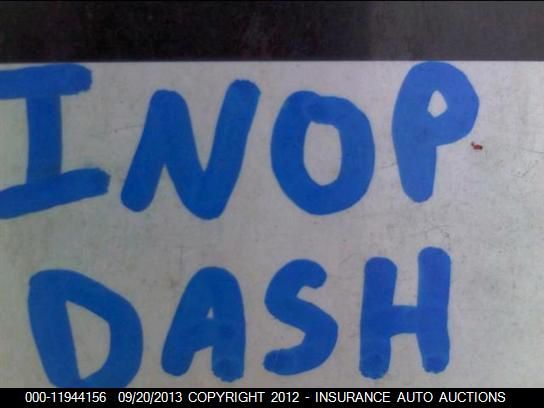 INOP
DASH
000-11944156 09/20/2013 COPYRIGHT 2012 - INSURANCE AUTO AUCTIONS